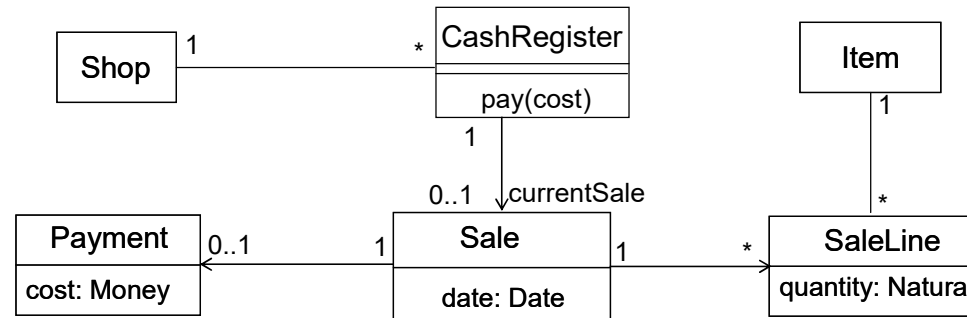 Shop
1
*
CashRegister
pay(cost)
Item
1
*
1
0..1
currentSale
Payment
cost: Money
0..1
1
Sale
date: Date
1
*
SaleLine
quantity: Natura